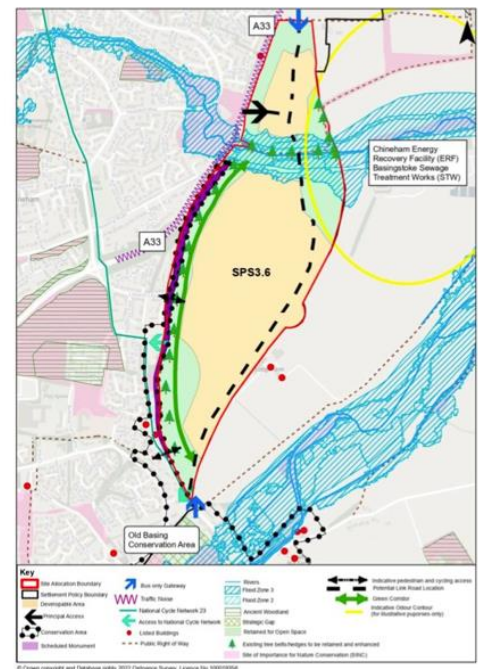 A33
Chineham Energy
Recovery Facility (ERF)
Basingstoke Sewage
Treatment Works (STW)
A33
SPS3.6
Old Basing
Conservation Area
Key
Site Allocation Boundary
Settlement Policy Boundary
Developable Area
Principal Access
Conservation Area
Scheduled Monument
Bus only Gateway
Traffic Noise
National Cycle Network 23
Access to National Cycle Network
Listed Buildings
Public Right of Way
Rivers
Flood Zone 3
Flood Zone 2
Ancient Woodland
Strategic Gap
Retained for Open Space
Existing tree belts/hedges to be retained and enhanced
Site of Importance for Nature Conservation (SINC)
Indicative pedestrian and cycling access
Potential Link Road Location
Green Corridor
Indicative Odour Contour
(for illustrative purposes only)